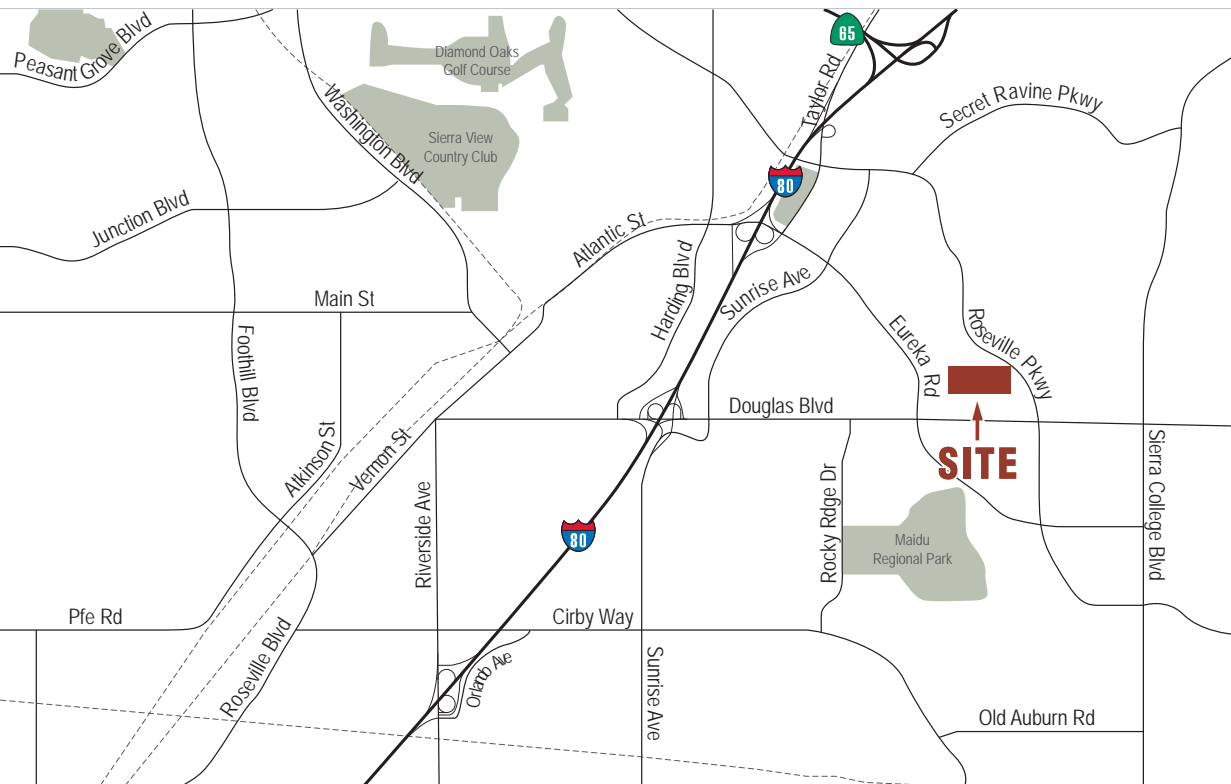 65
Peasant Grove Blvd
Diamond Oaks
Golf Course
Taylor Rd
Secret Ravine Pkwy
Washington Blvd
Sierra View
Country Club
80
Junction Blvd
Atlantic St
Harding Blvd
Sunrise Ave
Main St
Foothill Blvd
Eureka Rd
Roseville Pkwy
Douglas Blvd
Atkinson St
Vernon St
SITE
Riverside Ave
Rocky Rdge Dr
Sierra College Blvd
80
Maidu
Regional Park
Pfe Rd
Cirby Way
Roseville Blvd
Orlando Ave
Sunrise Ave
Old Auburn Rd